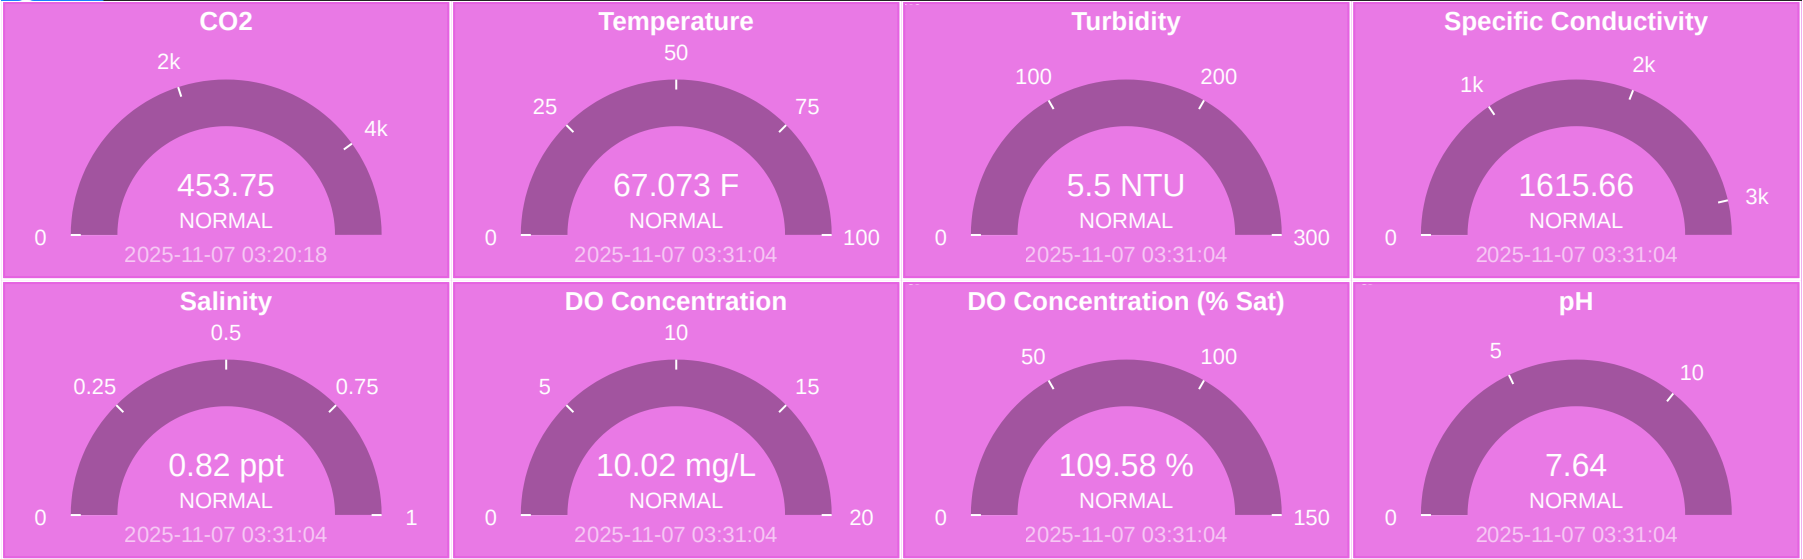 CO2
2k
4k
0
453.75
NORMAL
2025-11-07 03:20:18
Temperature
50
25
75
0
100
67.073 F
NORMAL
2025-11-07 03:31:04
Turbidity
100
200
0
300
5.5 NTU
NORMAL
2025-11-07 03:31:04
Specific Conductivity
2k
1k
3k
0
1615.66
NORMAL
2025-11-07 03:31:04
Salinity
0.5
0.25
0.75
0
1
0.82 ppt
NORMAL
2025-11-07 03:31:04
DO Concentration
10
5
15
0
20
10.02 mg/L
NORMAL
2025-11-07 03:31:04
DO Concentration (% Sat)
50
100
0
150
109.58 %
NORMAL
2025-11-07 03:31:04
pH
5
10
0
7.64
NORMAL
2025-11-07 03:31:04